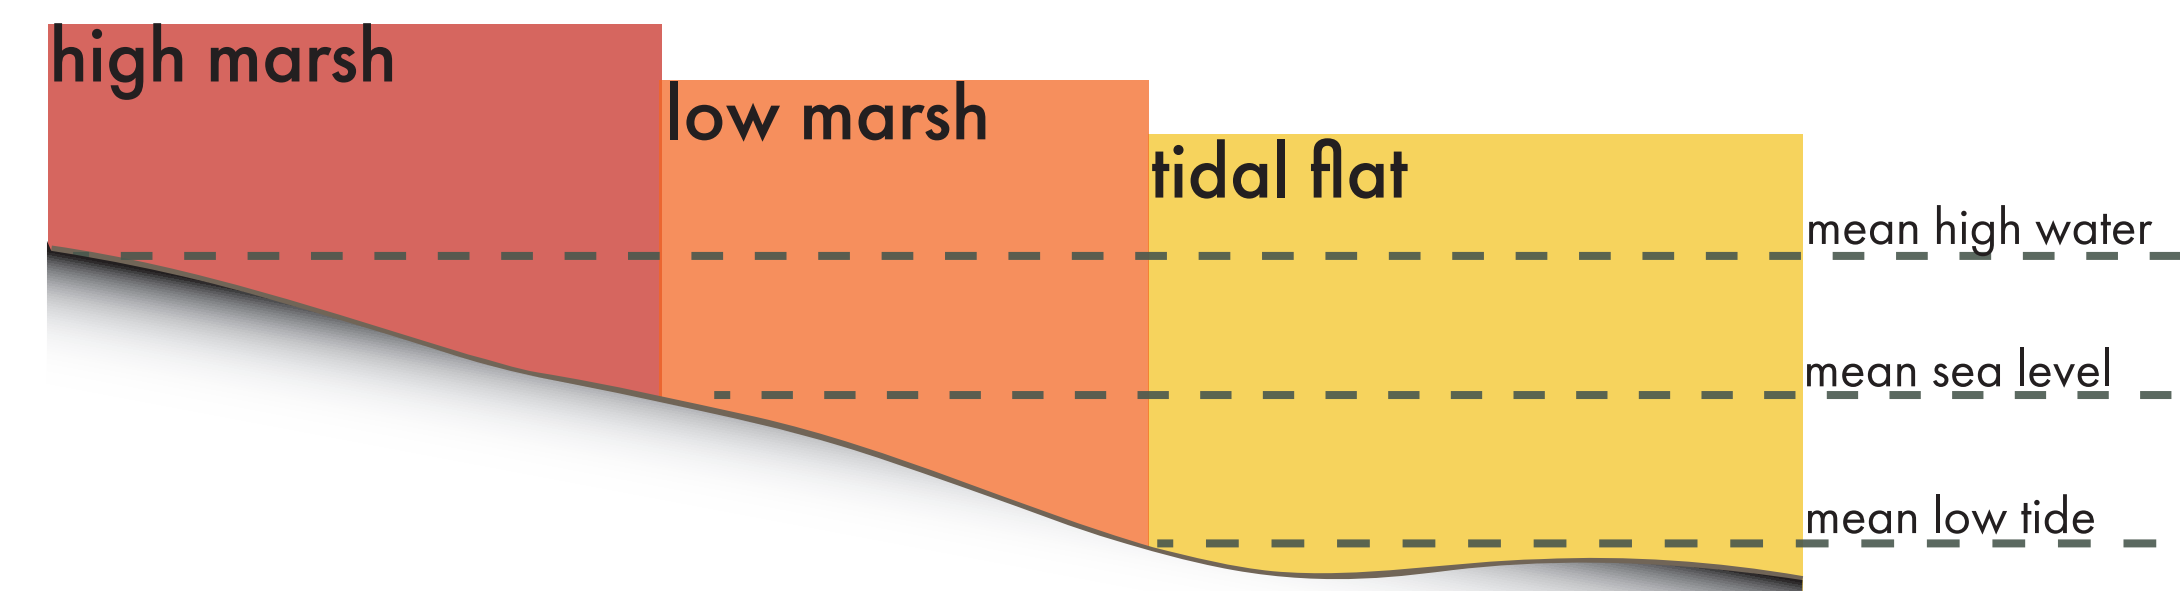 high marsh
low marsh
tidal flat
mean high water
mean sea level
mean low tide